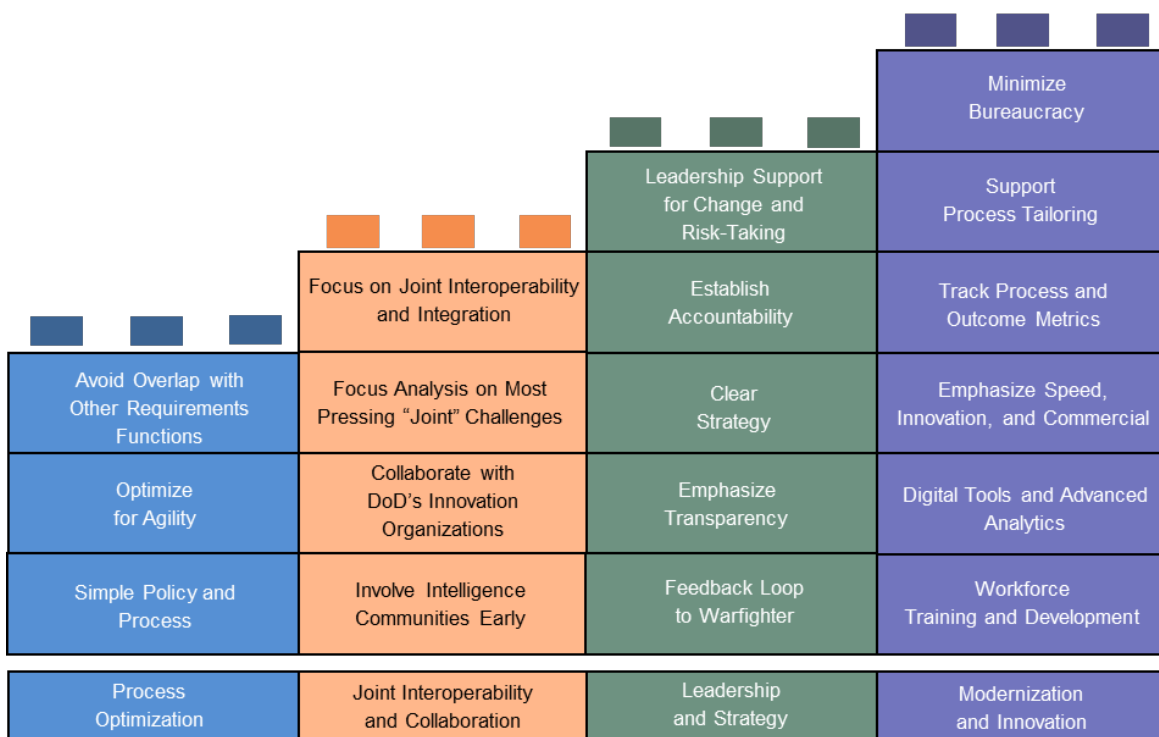 Minimize
Bureaucracy
Leadership Support
for Change and
Risk-Taking
Support
Process Tailoring
Focus on Joint Interoperability
and Integration
Establish
Accountability
Track Process and
Outcome Metrics
Avoid Overlap with
Other Requirements
Functions
Focus Analysis on Most
Pressing “Joint” Challenges
Clear
Strategy
Emphasize Speed,
Innovation, and Commercial
Optimize
for Agility
Collaborate with
DoD’s Innovation
Organizations
Emphasize
Transparency
Digital Tools and Advanced
Analytics
Simple Policy and
Process
Involve Intelligence
Communities Early
Feedback Loop
to Warfighter
Workforce
Training and Development
Process
Optimization
Joint Interoperability
and Collaboration
Leadership
and Strategy
Modernization
and Innovation